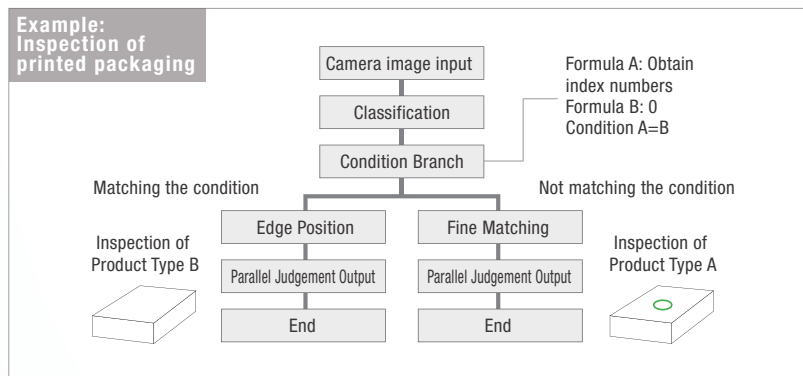 Example:
Inspection of
printed packaging
Camera image input
Classification
Condition Branch
Formula A: Obtain
index numbers
Formula B: 0
Condition A=B
Matching the condition
Not matching the condition
Edge Position
Fine Matching
Inspection of
Product Type B
Inspection of
Product Type A
Parallel Judgement Output
Parallel Judgement Output
End
End